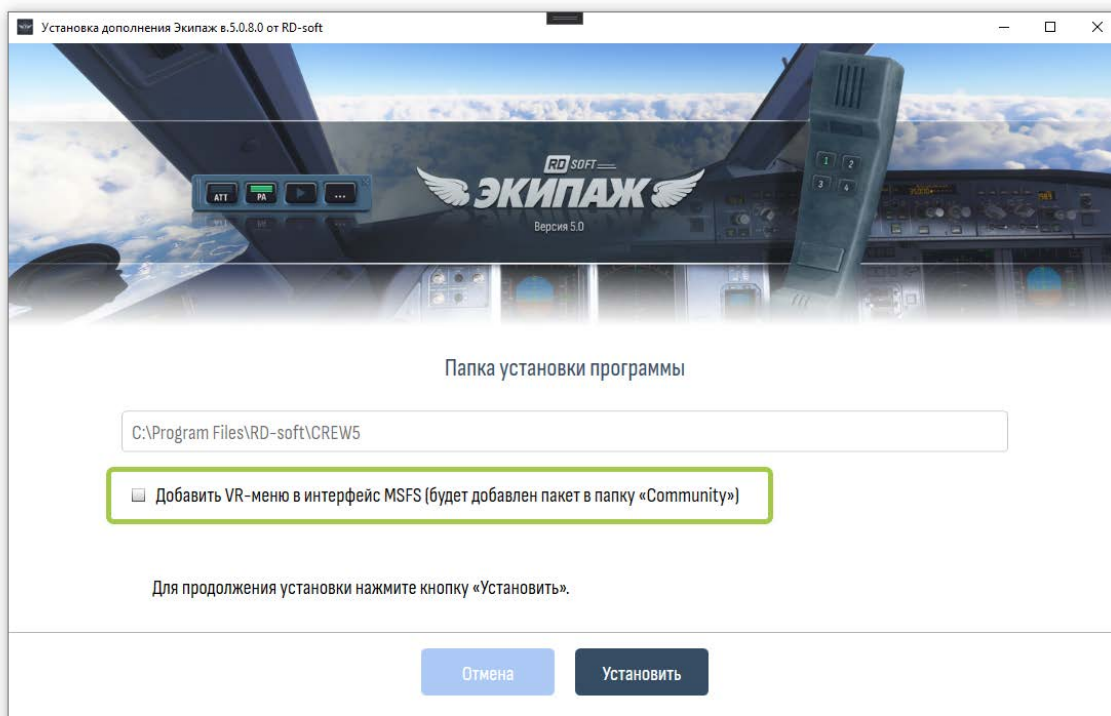 Установка дополнения Экипаж в.5.0.8.0 от RD-soft
RD SOFT
ЭКИПАЖ
Версия 5.0
ATT PA ...
1 2
3 4
Папка установки программы
C:\Program Files\RD-soft\CREW5
Добавить VR-меню в интерфейс MSFS (будет добавлен пакет в папку «Community»)
Для продолжения установки нажмите кнопку «Установить».
Отмена Установить